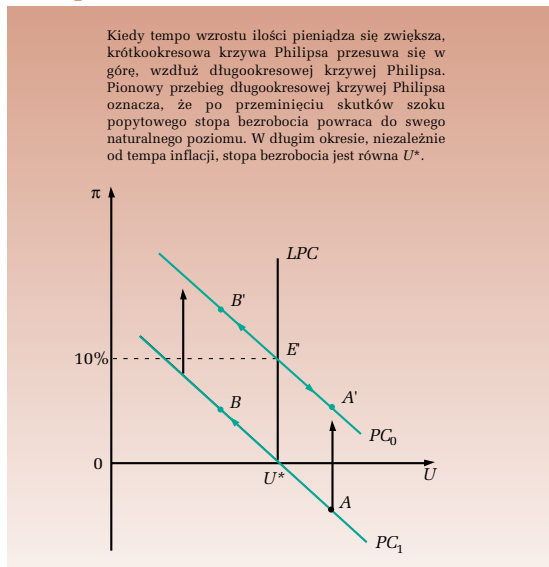 Kiedy tempo wzrostu ilości pieniądza się zwiększa,
krótkookresowa krzywa Philipsa przesuwa się w
górę, wzdłuż długookresowej krzywej Philipsa.
Pionowy przebieg długookresowej krzywej Philipsa
oznacza, że po przeminięciu skutków szoku
popytowego stopa bezrobocia powraca do swego
naturalnego poziomu. W długim okresie, niezależnie
od tempa inflacji, stopa bezrobocia jest równa U*.
π
LPC
B'
E'
10%
A'
B
PC₀
0
U*
U
A
PC₁